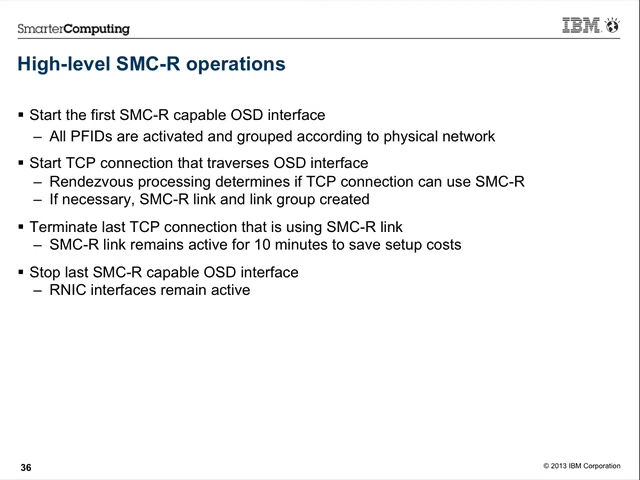 SmarterComputing
IBM
High-level SMC-R operations
▪ Start the first SMC-R capable OSD interface
– All PFIDs are activated and grouped according to physical network
▪ Start TCP connection that traverses OSD interface
– Rendezvous processing determines if TCP connection can use SMC-R
– If necessary, SMC-R link and link group created
▪ Terminate last TCP connection that is using SMC-R link
– SMC-R link remains active for 10 minutes to save setup costs
▪ Stop last SMC-R capable OSD interface
– RNIC interfaces remain active
36
© 2013 IBM Corporation